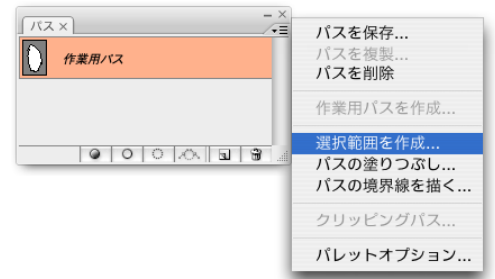 パス ×
作業用パス
パスを保存...
パスを複製...
パスを削除
作業用パスを作成...
選択範囲を作成...
パスの塗りつぶし...
パスの境界線を描く...
クリッピングパス...
パレットオプション...